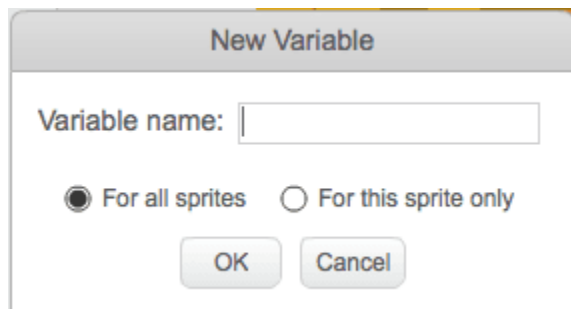 New Variable
Variable name:
For all sprites For this sprite only
OK Cancel